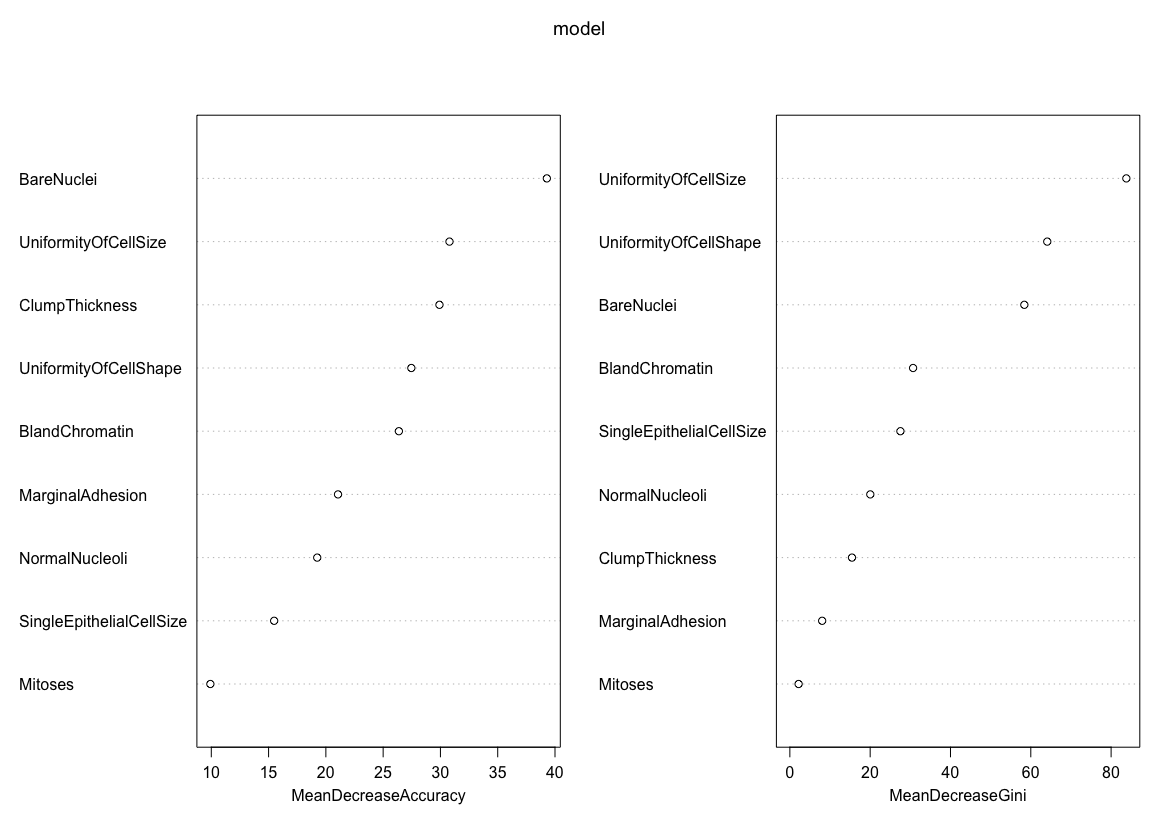 model
BareNuclei
UniformityOfCellSize
ClumpThickness
UniformityOfCellShape
BlandChromatin
MarginalAdhesion
NormalNucleoli
SingleEpithelialCellSize
Mitoses
10 15 20 25 30 35 40
MeanDecreaseAccuracy
UniformityOfCellSize
UniformityOfCellShape
BareNuclei
BlandChromatin
SingleEpithelialCellSize
NormalNucleoli
ClumpThickness
MarginalAdhesion
Mitoses
0 20 40 60 80
MeanDecreaseGini